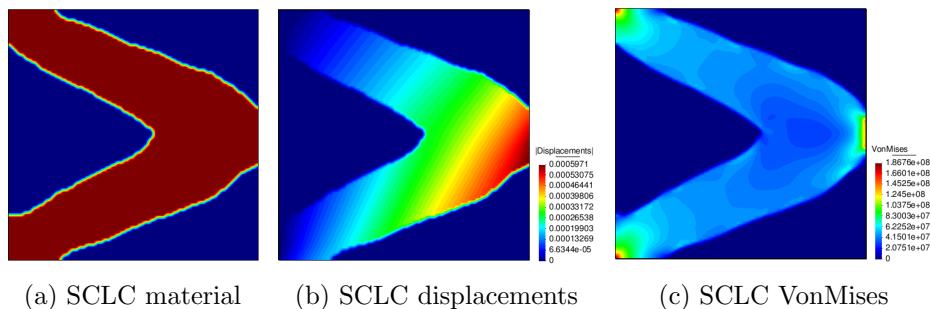 |Displacements|
0.0005971
0.00053075
0.00046441
0.00039806
0.00033172
0.00026538
0.00019903
0.00013269
6.6344e-05
0
VonMises
1.8676e+08
1.6601e+08
1.4525e+08
1.245e+08
1.0375e+08
8.3003e+07
6.2252e+07
4.1501e+07
2.0751e+07
0
(a) SCLC material
(b) SCLC displacements
(c) SCLC VonMises